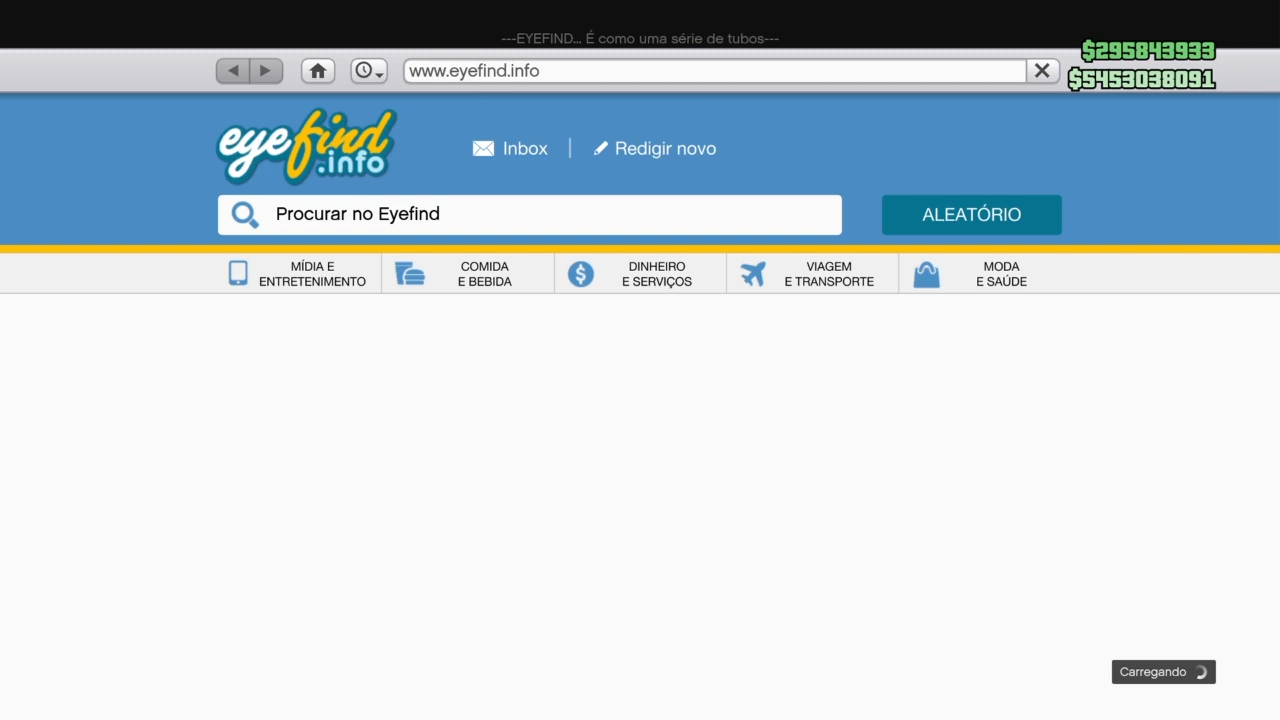 ---EYEFIND... É como uma série de tubos---
$295843933
www.eyefind.info
$5453038091
eyefind
.info
Inbox
Redigir novo
Procurar no Eyefind
ALEATÓRIO
MÍDIA E
ENTRETENIMENTO
COMIDA
E BEBIDA
DINHEIRO
E SERVIÇOS
VIAGEM
E TRANSPORTE
MODA
E SAÚDE
Carregando